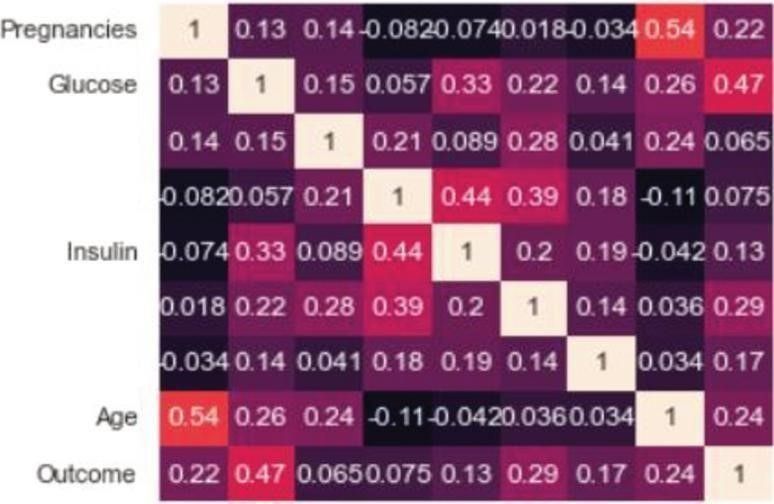 Pregnancies 1 0.13 0.14 -0.082 -0.074 0.018 -0.034 0.54 0.22
Glucose 0.13 1 0.15 0.057 0.33 0.22 0.14 0.26 0.47
0.14 0.15 1 0.21 0.089 0.28 0.041 0.24 0.065
-0.082 0.057 0.21 1 0.44 0.39 0.18 -0.11 0.075
Insulin -0.074 0.33 0.089 0.44 1 0.2 0.19 -0.042 0.13
0.018 0.22 0.28 0.39 0.2 1 0.14 0.036 0.29
-0.034 0.14 0.041 0.18 0.19 0.14 1 0.034 0.17
Age 0.54 0.26 0.24 -0.11 -0.042 0.036 0.034 1 0.24
Outcome 0.22 0.47 0.065 0.075 0.13 0.29 0.17 0.24 1